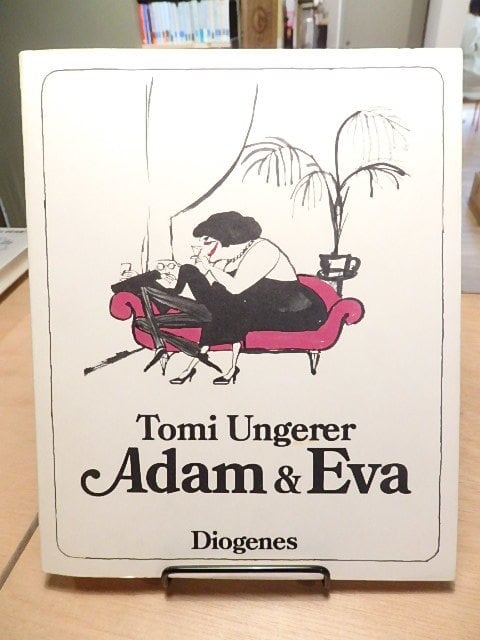 Tomi Ungerer
Adam & Eva
Diogenes